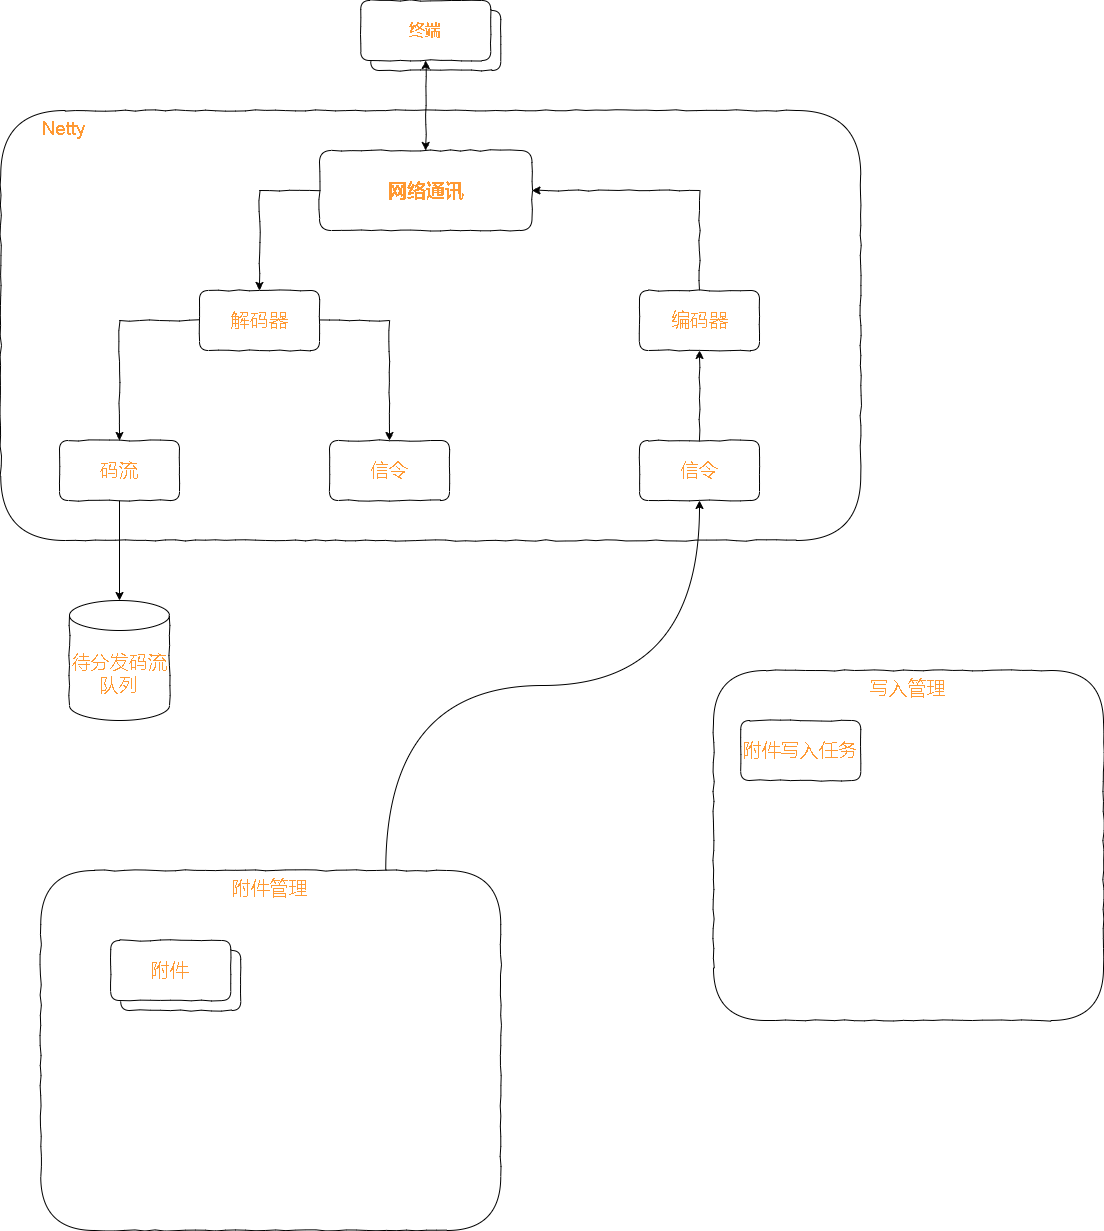 终端
Netty
网络通讯
解码器
编码器
码流
信令
信令
待分发码流
队列
写入管理
附件写入任务
附件管理
附件